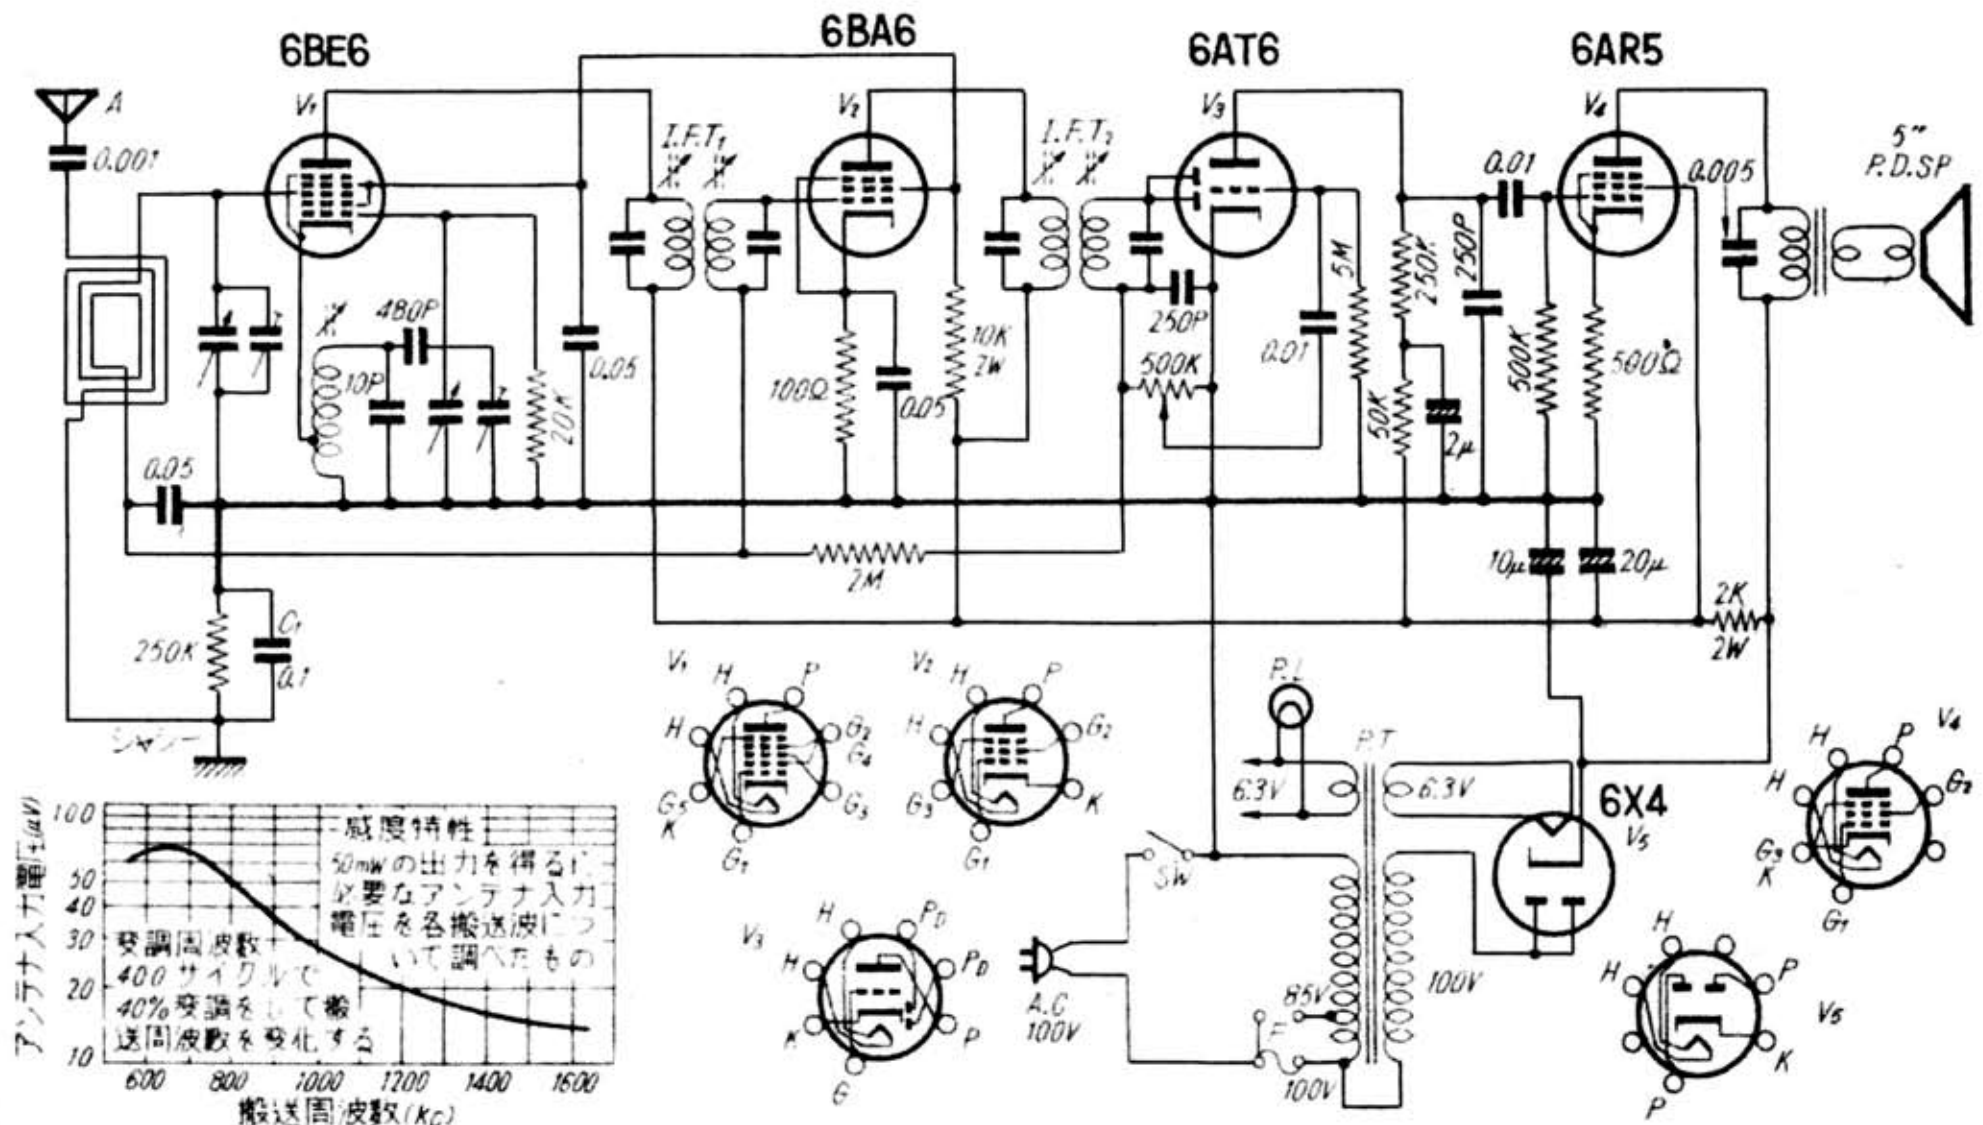 6BE6
6BA6
6AT6
6AR5
A
V1
V2
V3
V4
0.001
I.F.T1
I.F.T2
0.01
0.005
5"
P.D.SP
480P
10P
20K
0.05
100Ω
0.05
10K
2W
250P
500K
0.01
5M
250K
250P
50K
2μ
500K
500Ω
0.05
2M
10μ
20μ
2K
2W
250K
C1
0.1
シャシー
V1
H
P
H
G2
G4
G5
K
G3
G1
V2
H
P
H
G2
G3
K
G1
P.L
P.T
6.3V
6.3V
6X4
V5
V4
H
P
H
G2
G3
K
G1
V3
H
PD
H
PD
K
P
G
SW
A.C
100V
85V
F
100V
100V
H
H
P
V5
K
P
感度特性
50mWの出力を得るに
必要なアンテナ入力
電圧を各搬送波につ
いて調べたもの
変調周波数
400サイクルで
40%変調をして搬
送周波数を変化する
アンテナ入力電圧(μV)
100
50
40
30
20
10
600 800 1000 1200 1400 1600
搬送周波数(KC)